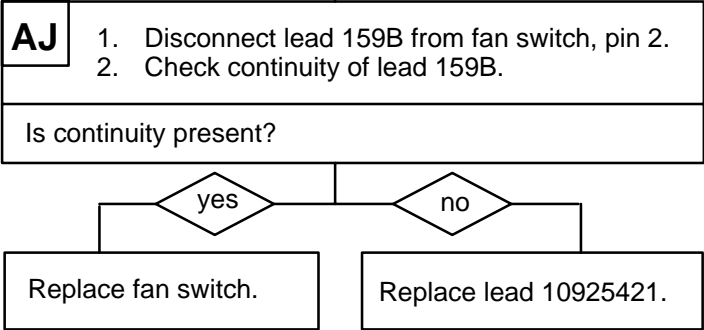 AJ
1. Disconnect lead 159B from fan switch, pin 2.
2. Check continuity of lead 159B.
Is continuity present?
yes
no
Replace fan switch.
Replace lead 10925421.